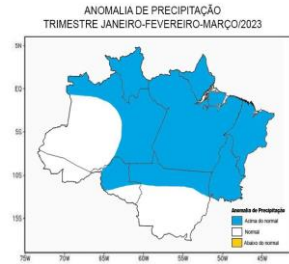 ANOMALIA DE PRECIPITAÇÃO
TRIMESTRE JANEIRO-FEVEREIRO-MARÇO/2023
5N
EQ
5S
10S
15S
75W
70W
65W
60W
55W
50W
45W
Anomalia de Precipitação
Acima do normal
Normal
Abaixo do normal